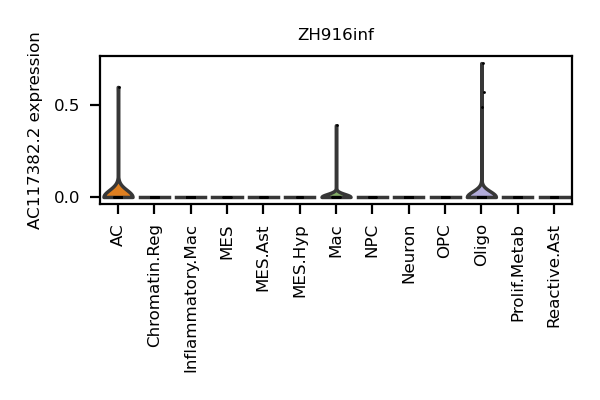 ZH916inf
AC117382.2 expression
0.5
0.0
AC
Chromatin.Reg
Inflammatory.Mac
MES
MES.Ast
MES.Hyp
Mac
NPC
Neuron
OPC
Oligo
Prolif.Metab
Reactive.Ast